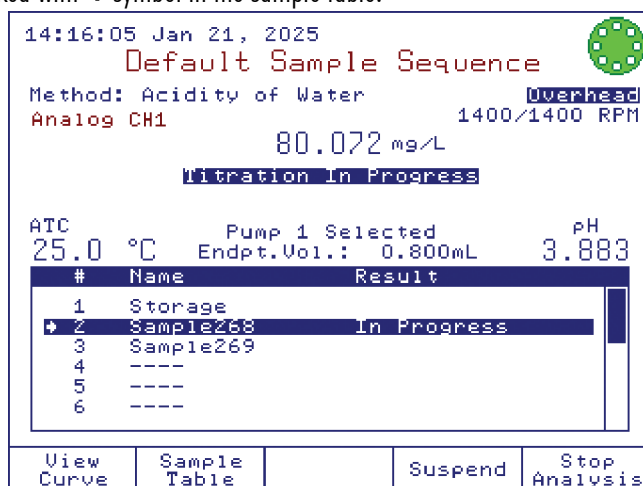 14:16:05 Jan 21, 2025
Default Sample Sequence
Method: Acidity of Water Overhead
Analog CH1 1400/1400 RPM
80.072 mg/L
Titration In Progress
ATC Pump 1 Selected pH
25.0 °C Endpt.Vol.: 0.800mL 3.883
# Name Result
1 Storage
2 Sample268 In Progress
3 Sample269
4 ----
5 ----
6 ----
View Curve Sample Table Suspend Stop Analysis